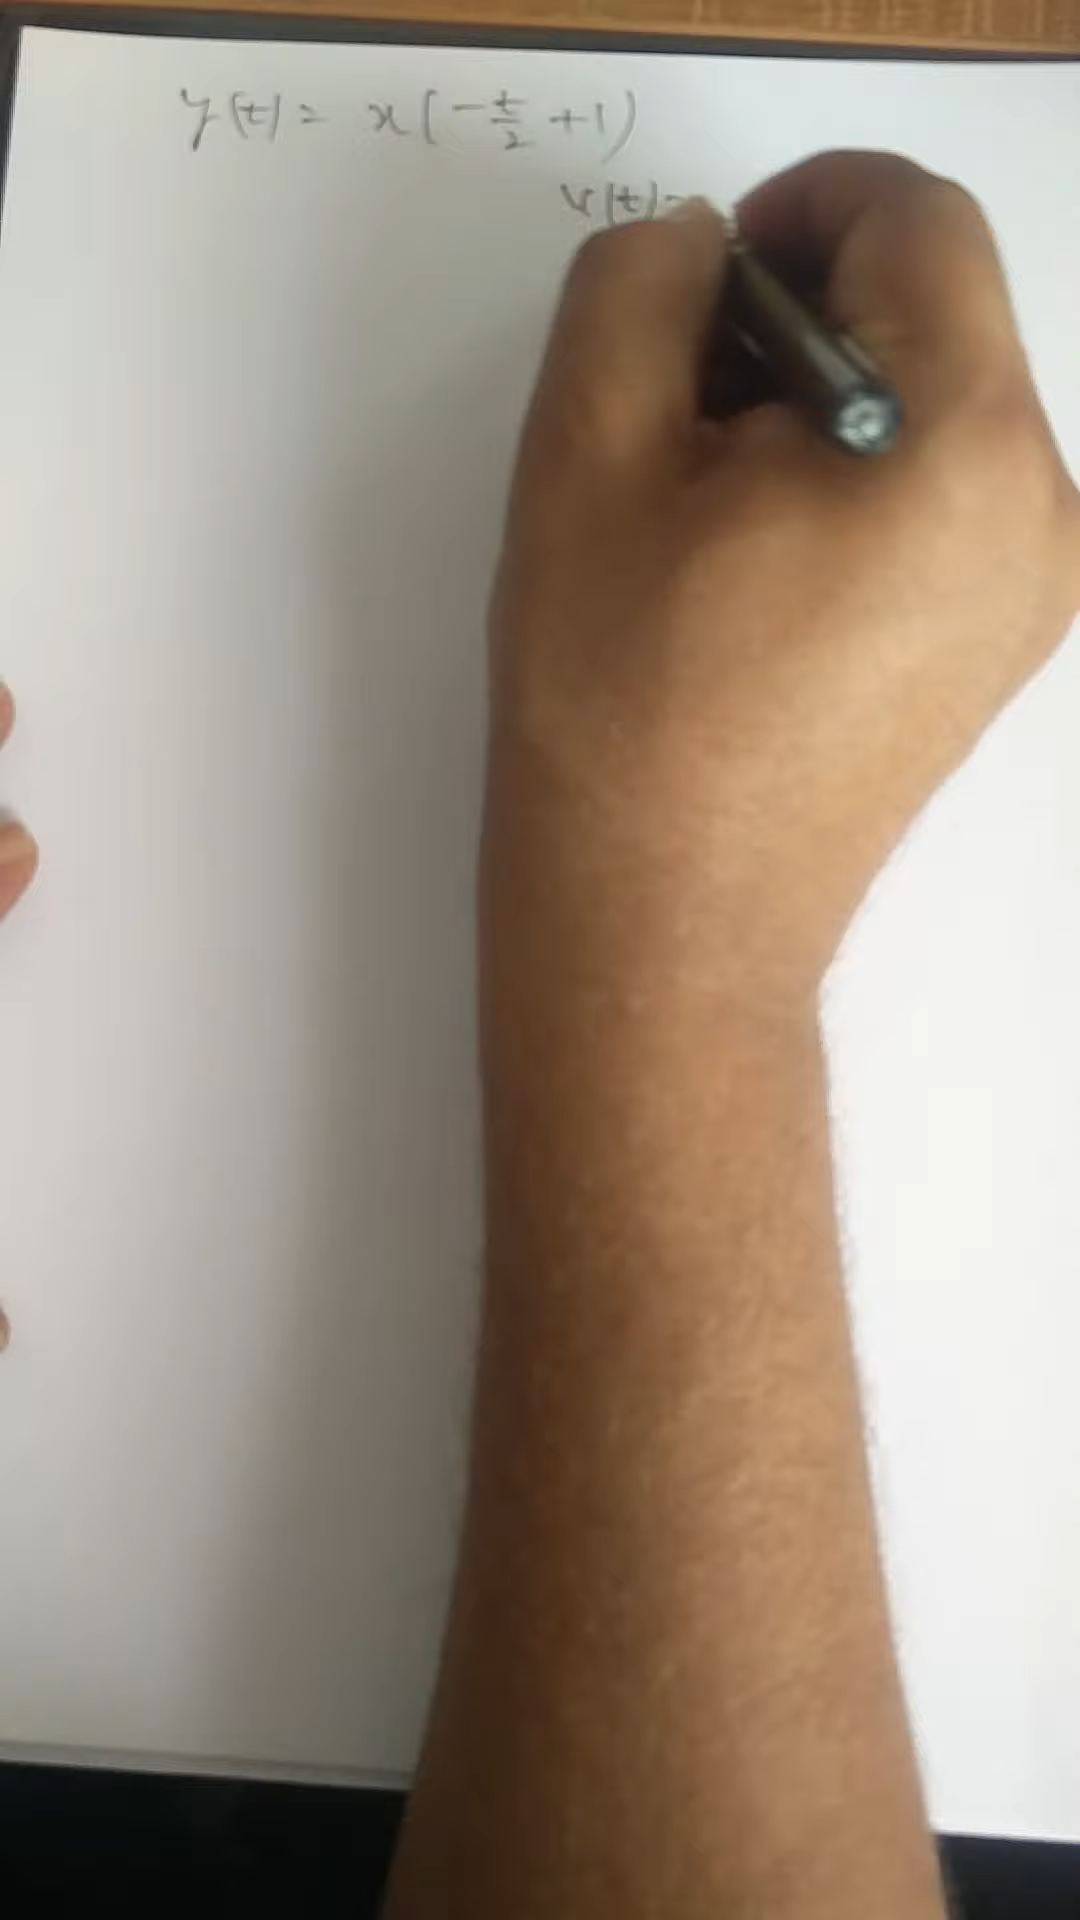 y(t) = x(-t/2 + 1)
v(t) =